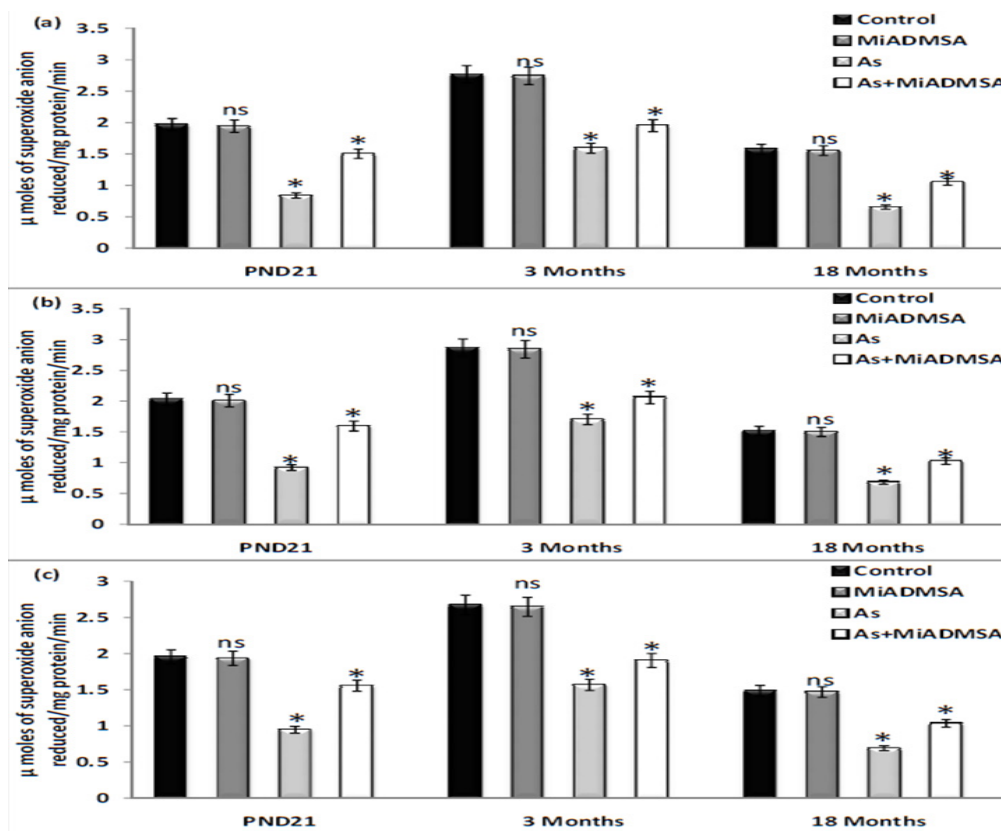 (a)
3.5
3
2.5
2
1.5
1
0.5
0
µ moles of superoxide anion
reduced/mg protein/min
Control
MiADMSA
As
As+MiADMSA
ns
*
*
ns
*
*
ns
*
*
PND21
3 Months
18 Months
(b)
3.5
3
2.5
2
1.5
1
0.5
0
µ moles of superoxide anion
reduced/mg protein/min
Control
MiADMSA
As
As+MiADMSA
ns
*
*
ns
*
*
ns
*
*
PND21
3 Months
18 Months
(c)
3
2.5
2
1.5
1
0.5
0
µ moles of superoxide anion
reduced/mg protein/min
Control
MiADMSA
As
As+MiADMSA
ns
*
*
ns
*
*
ns
*
*
PND21
3 Months
18 Months